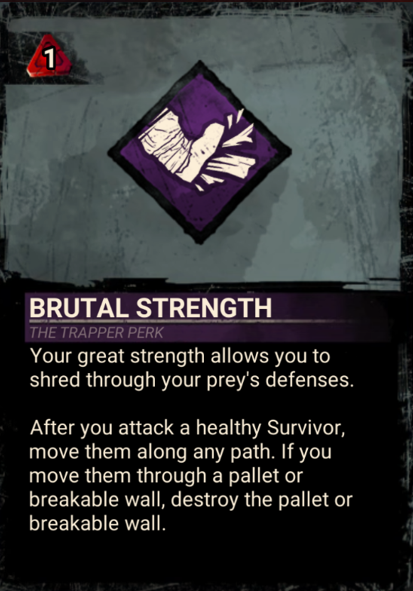 1
BRUTAL STRENGTH
THE TRAPPER PERK
Your great strength allows you to
shred through your prey's defenses.
After you attack a healthy Survivor,
move them along any path. If you
move them through a pallet or
breakable wall, destroy the pallet or
breakable wall.